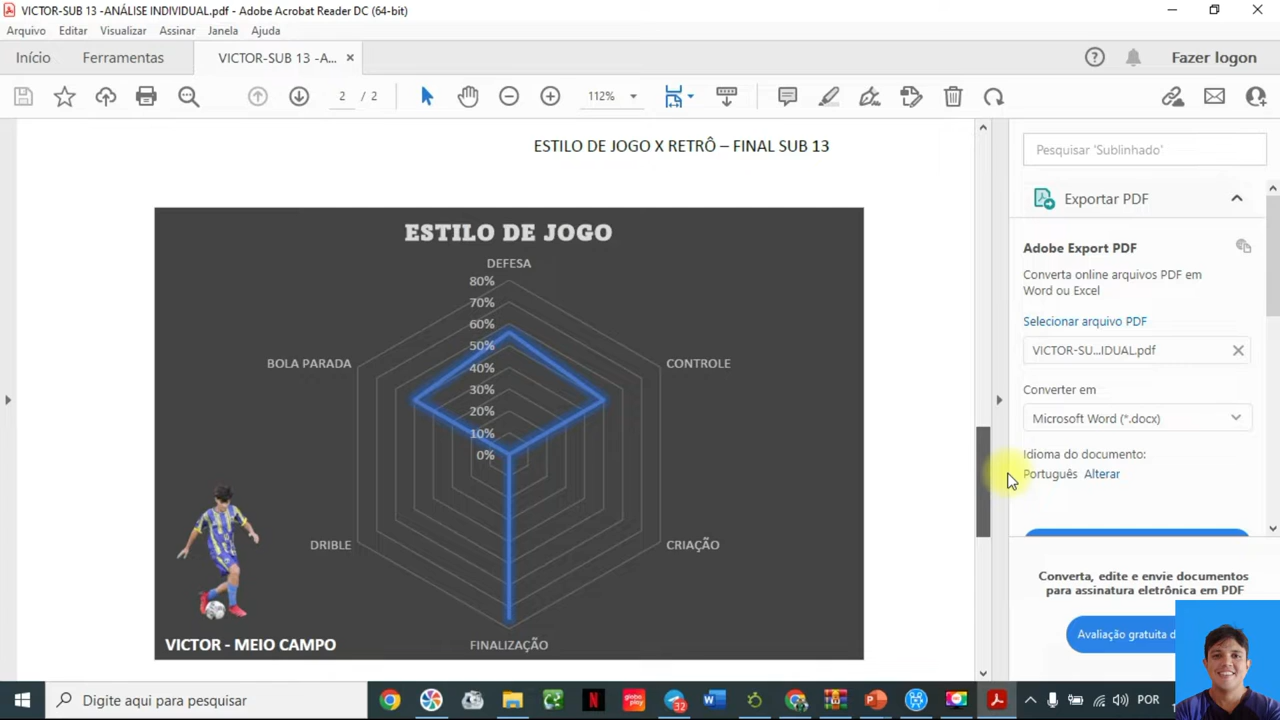 VICTOR-SUB 13 -ANÁLISE INDIVIDUAL.pdf - Adobe Acrobat Reader DC (64-bit)
Arquivo Editar Visualizar Assinar Janela Ajuda
Início Ferramentas VICTOR-SUB 13 -A... Fazer logon
2 / 2 112%
ESTILO DE JOGO X RETRÔ – FINAL SUB 13
ESTILO DE JOGO
DEFESA
80%
70%
60%
50%
40%
30%
20%
10%
0%
BOLA PARADA
CONTROLE
DRIBLE
CRIAÇÃO
FINALIZAÇÃO
VICTOR - MEIO CAMPO
Pesquisar 'Sublinhado'
Exportar PDF
Adobe Export PDF
Converta online arquivos PDF em
Word ou Excel
Selecionar arquivo PDF
VICTOR-SU...IDUAL.pdf
Converter em
Microsoft Word (*.docx)
Idioma do documento:
Português Alterar
Converta, edite e envie documentos
para assinatura eletrônica em PDF
Avaliação gratuita d
Digite aqui para pesquisar
32
POR